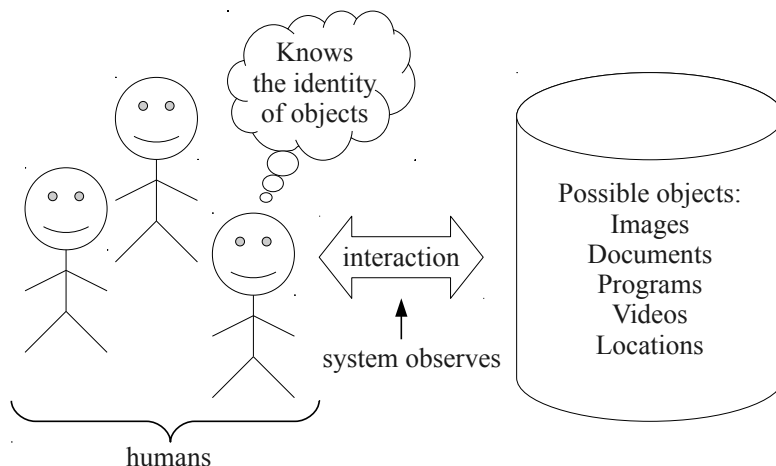 Knows
the identity
of objects
interaction
system observes
humans
Possible objects:
Images
Documents
Programs
Videos
Locations